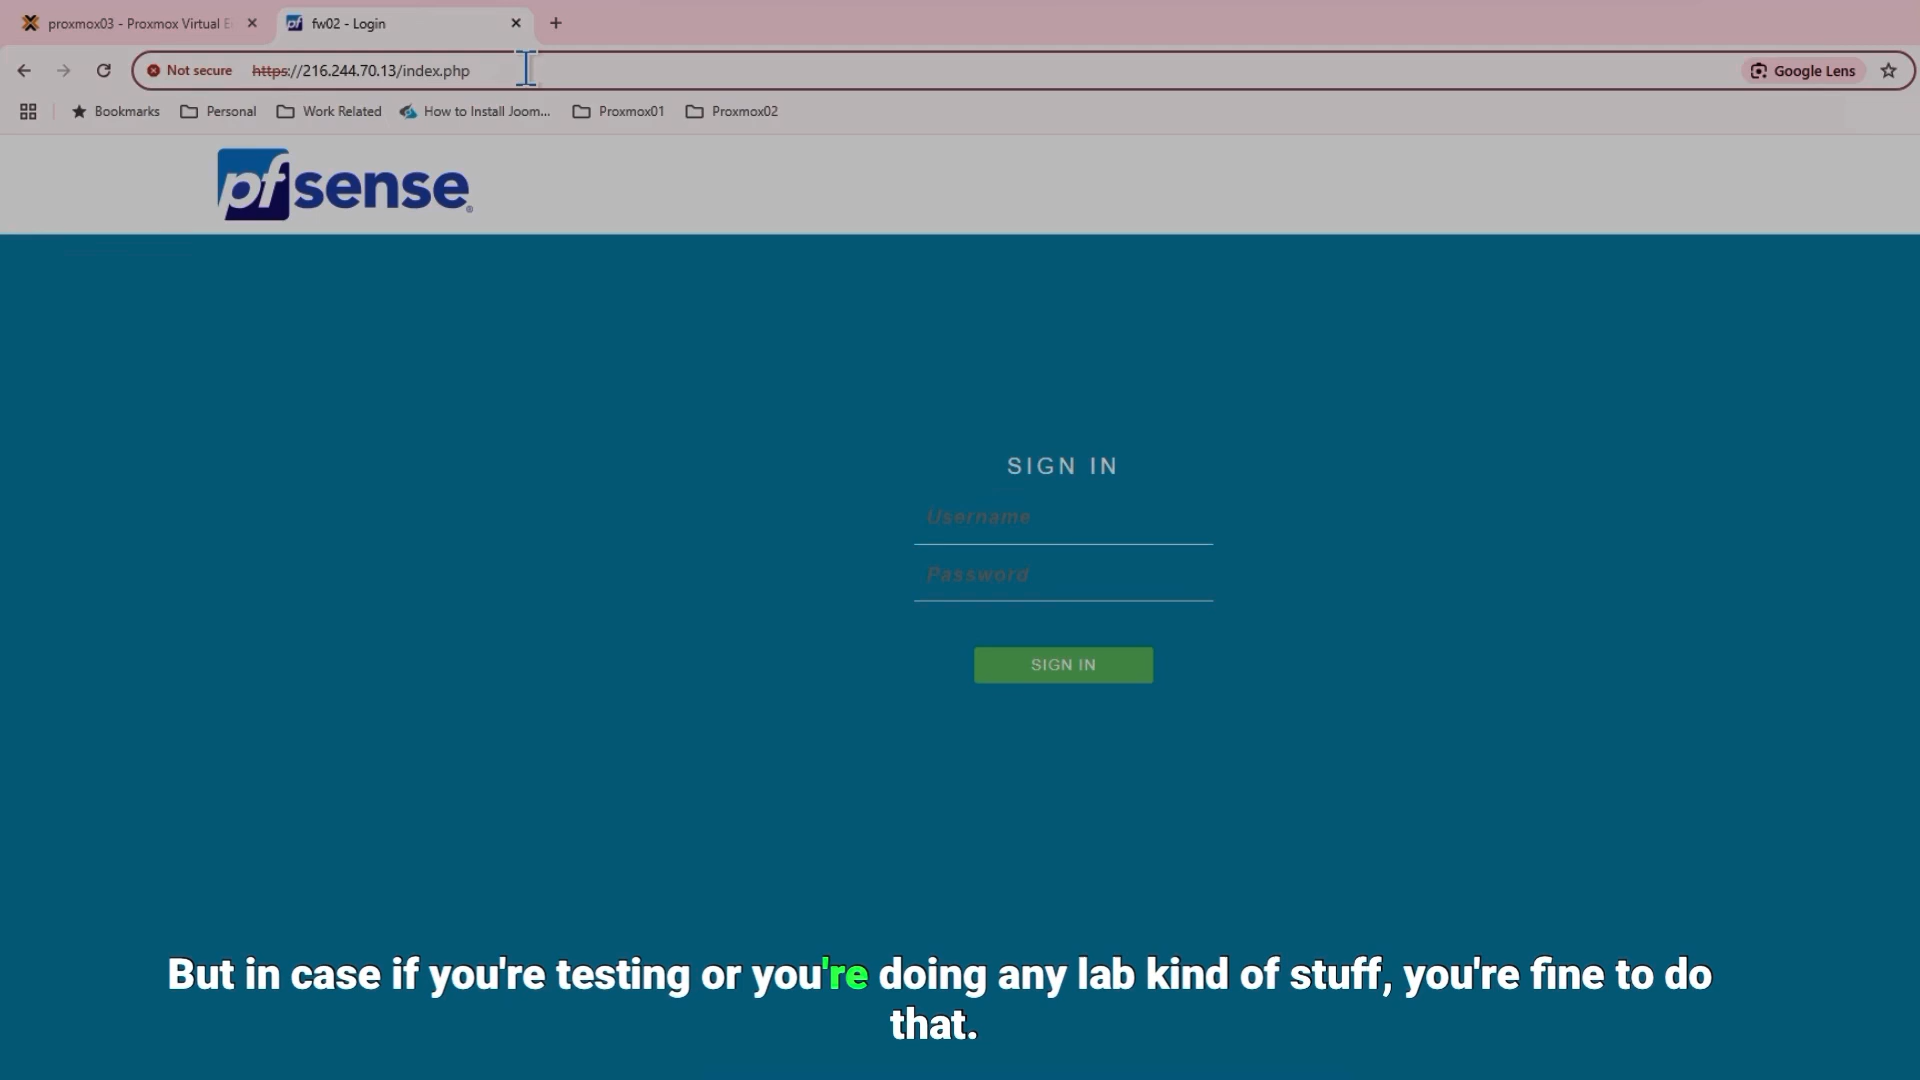 proxmox03 - Proxmox Virtual E
fw02 - Login
Not secure https://216.244.70.13/index.php
Google Lens
Bookmarks Personal Work Related How to Install Joom... Proxmox01 Proxmox02
pfsense
SIGN IN
Username
Password
SIGN IN
But in case if you're testing or you're doing any lab kind of stuff, you're fine to do
that.